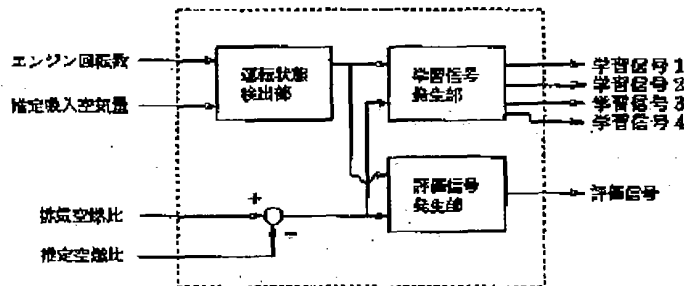 エンジン回転数
推定吸入空気量
排気空燃比
推定空燃比
運転状態
検出部
学習信号
発生部
評価信号
発生部
+
−
学習信号 1
学習信号 2
学習信号 3
学習信号 4
評価信号